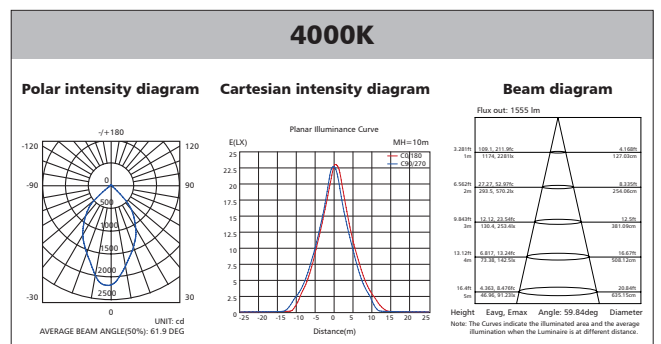 4000K
Polar intensity diagram
Cartesian intensity diagram
Beam diagram
-/+180
-120
120
-90
90
-30
30
0
0
500
1000
1500
2000
2500
UNIT: cd
AVERAGE BEAM ANGLE(50%): 61.9 DEG
Planar Illuminance Curve
E(LX)
MH=10m
C0/180
C90/270
25
22.5
20
17.5
15
12.5
10
7.5
5
2.5
0
-25 -20 -15 -10 -5 0 5 10 15 20 25
Distance(m)
Flux out: 1555 lm
3.281ft 109.1, 211.9fc 4.168ft
1m 1174, 2281lx 127.03cm
6.562ft 27.27, 52.97fc 8.335ft
2m 293.5, 570.2lx 254.06cm
9.843ft 12.12, 23.54fc 12.5ft
3m 130.4, 253.4lx 381.09cm
13.12ft 6.817, 13.24fc 16.67ft
4m 73.38, 142.5lx 508.12cm
16.4ft 4.363, 8.476fc 20.84ft
5m 46.96, 91.23lx 635.15cm
Height Eavg, Emax Angle: 59.84deg Diameter
Note: The Curves indicate the illuminated area and the average
illumination when the Luminaire is at different distance.